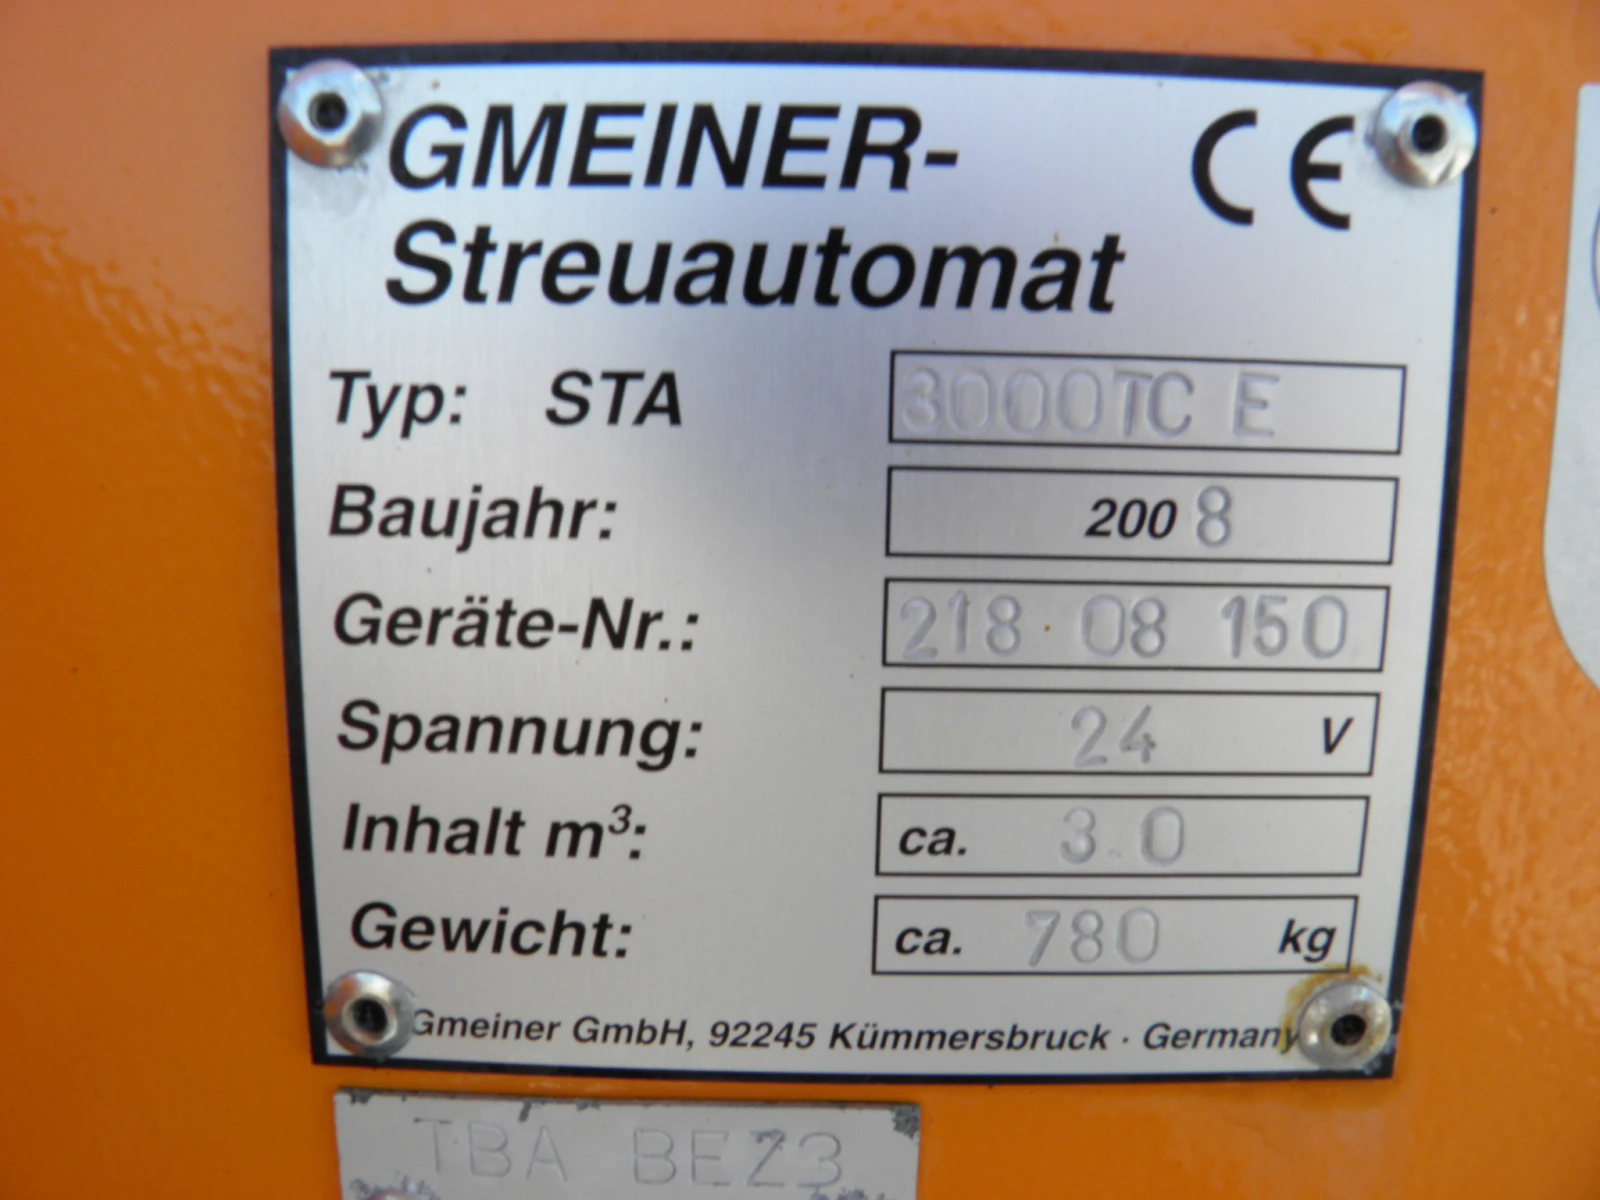 GMEINER- CE
Streuautomat
Typ: STA 3000TC E
Baujahr: 2008
Geräte-Nr.: 218 · 08 150
Spannung: 24 V
Inhalt m³: ca. 3.0
Gewicht: ca. 780 kg
Gmeiner GmbH, 92245 Kümmersbruck · Germany
TBA BEZ3